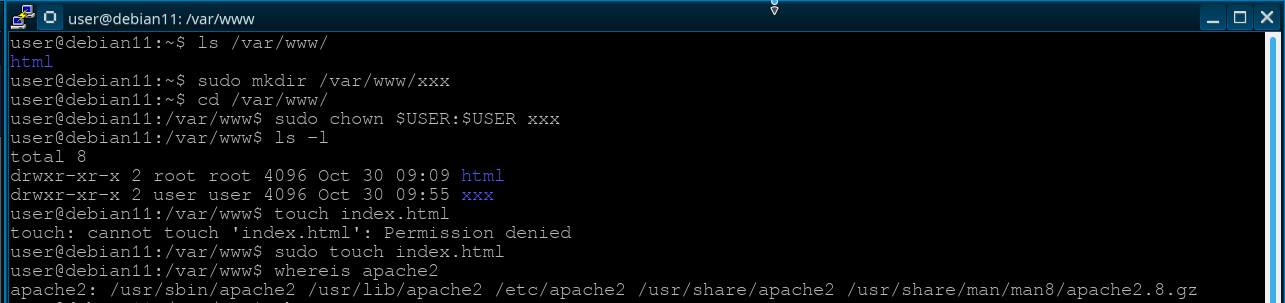 user@debian11: /var/www
user@debian11:~$ ls /var/www/
html
user@debian11:~$ sudo mkdir /var/www/xxx
user@debian11:~$ cd /var/www/
user@debian11:/var/www$ sudo chown $USER:$USER xxx
user@debian11:/var/www$ ls -l
total 8
drwxr-xr-x 2 root root 4096 Oct 30 09:09 html
drwxr-xr-x 2 user user 4096 Oct 30 09:55 xxx
user@debian11:/var/www$ touch index.html
touch: cannot touch 'index.html': Permission denied
user@debian11:/var/www$ sudo touch index.html
user@debian11:/var/www$ whereis apache2
apache2: /usr/sbin/apache2 /usr/lib/apache2 /etc/apache2 /usr/share/apache2 /usr/share/man/man8/apache2.8.gz